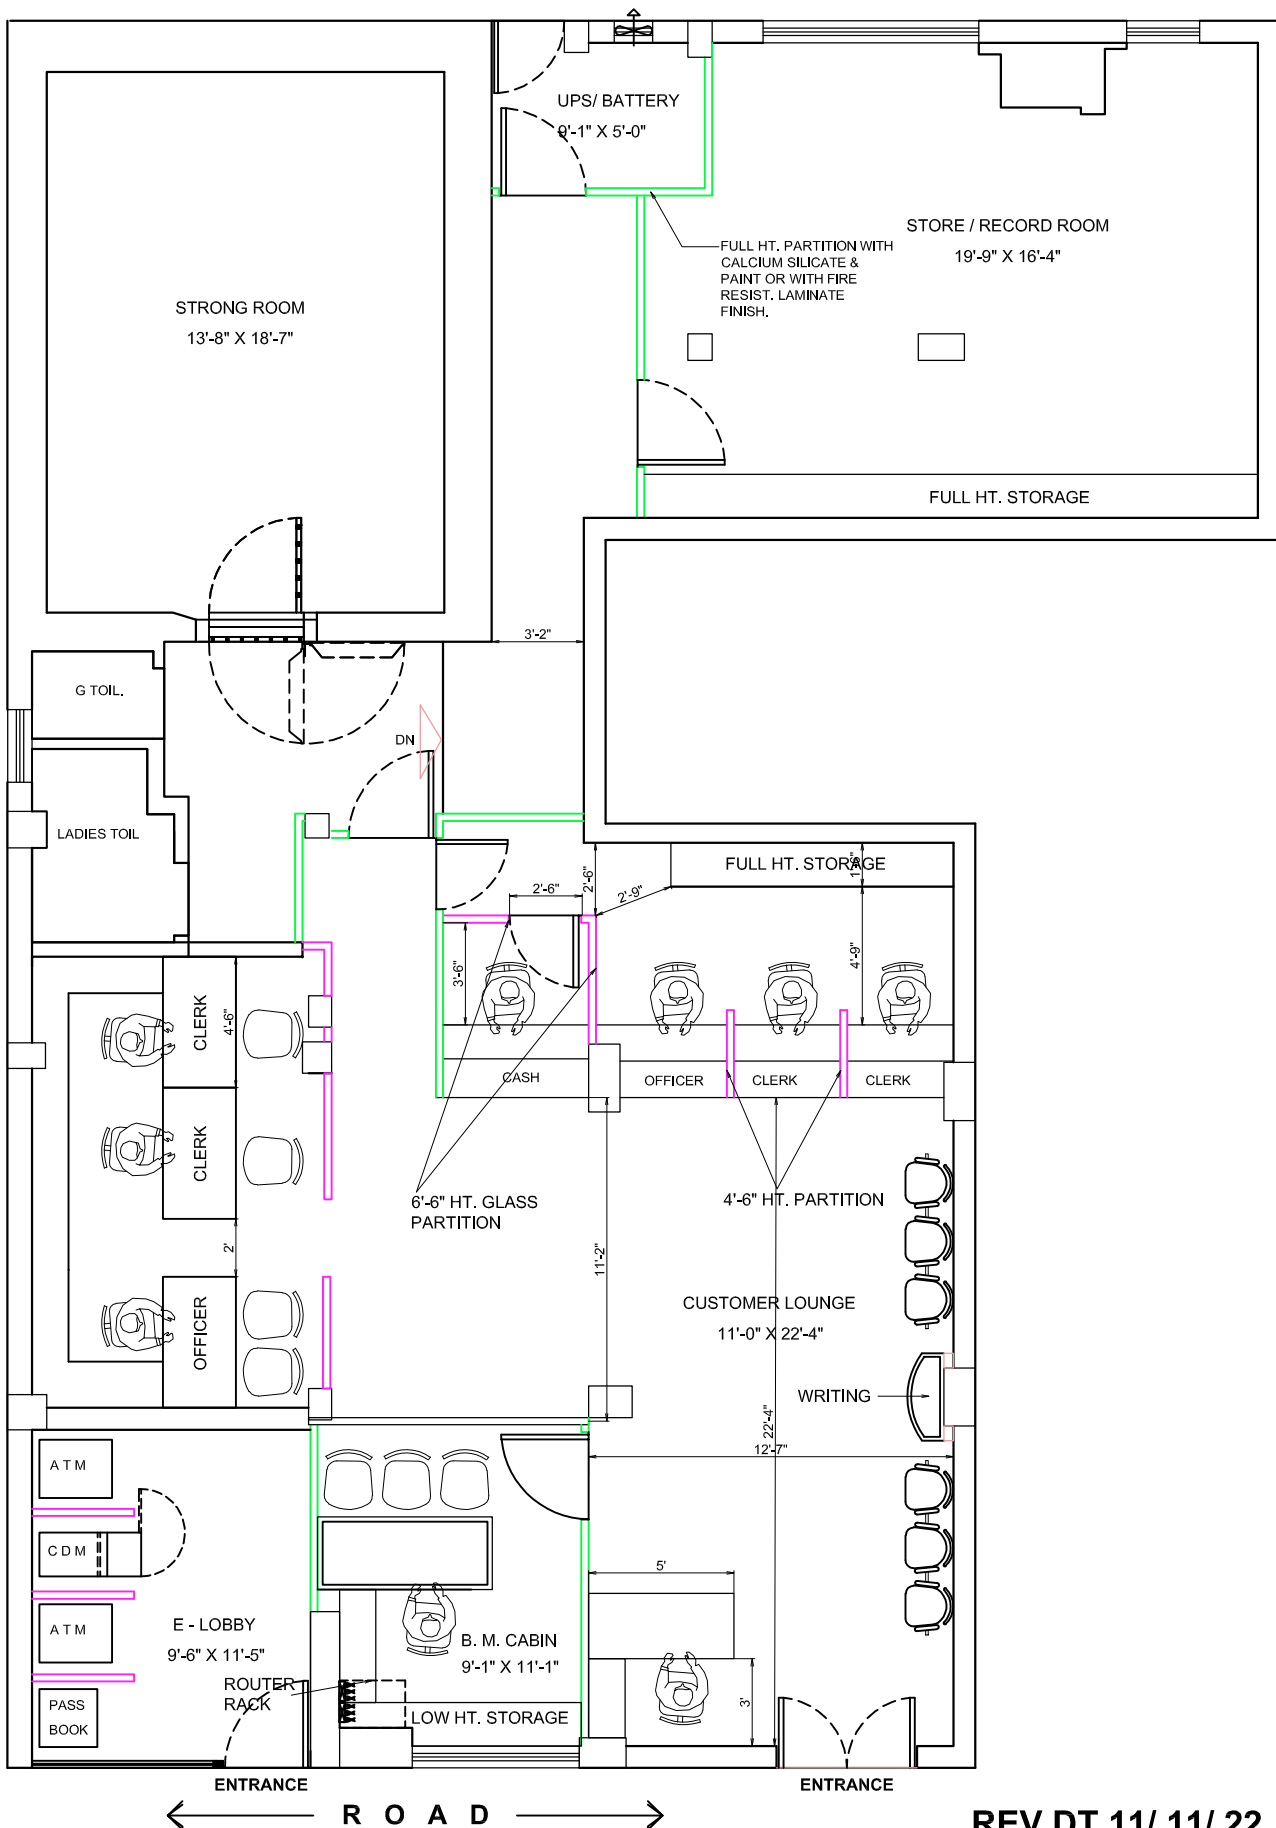 UPS/ BATTERY
9'-1" X 5'-0"
STORE / RECORD ROOM
19'-9" X 16'-4"
FULL HT. PARTITION WITH
CALCIUM SILICATE &
PAINT OR WITH FIRE
RESIST. LAMINATE
FINISH.
STRONG ROOM
13'-8" X 18'-7"
FULL HT. STORAGE
3'-2"
G TOIL.
DN
LADIES TOIL
FULL HT. STORAGE
1'-6"
2'-6"
2'-6"
2'-9"
3'-6"
4'-9"
CLERK
4'-6"
CASH
OFFICER
CLERK
CLERK
CLERK
6'-6" HT. GLASS
PARTITION
4'-6" HT. PARTITION
2'
11'-2"
OFFICER
CUSTOMER LOUNGE
11'-0" X 22'-4"
WRITING
22'-4"
12'-7"
A T M
C D M
A T M
PASS
BOOK
E - LOBBY
9'-6" X 11'-5"
ROUTER
RACK
B. M. CABIN
9'-1" X 11'-1"
LOW HT. STORAGE
5'
3'
ENTRANCE
ENTRANCE
R O A D
REV DT 11/ 11/ 22